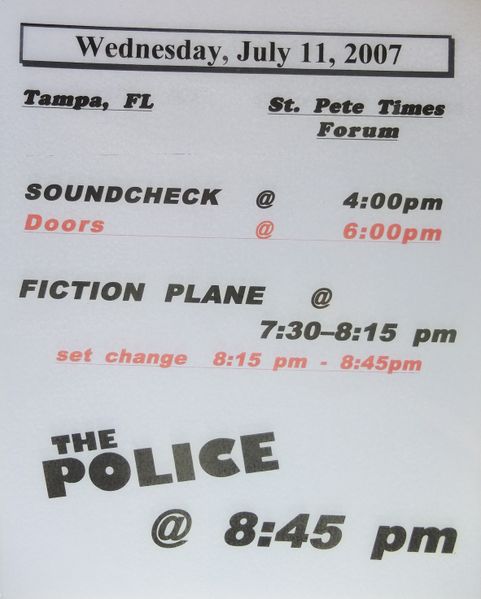 Wednesday, July 11, 2007
Tampa, FL St. Pete Times
Forum
SOUNDCHECK @ 4:00pm
Doors @ 6:00pm
FICTION PLANE @
7:30–8:15 pm
set change 8:15 pm - 8:45pm
THE
POLICE
@ 8:45 pm